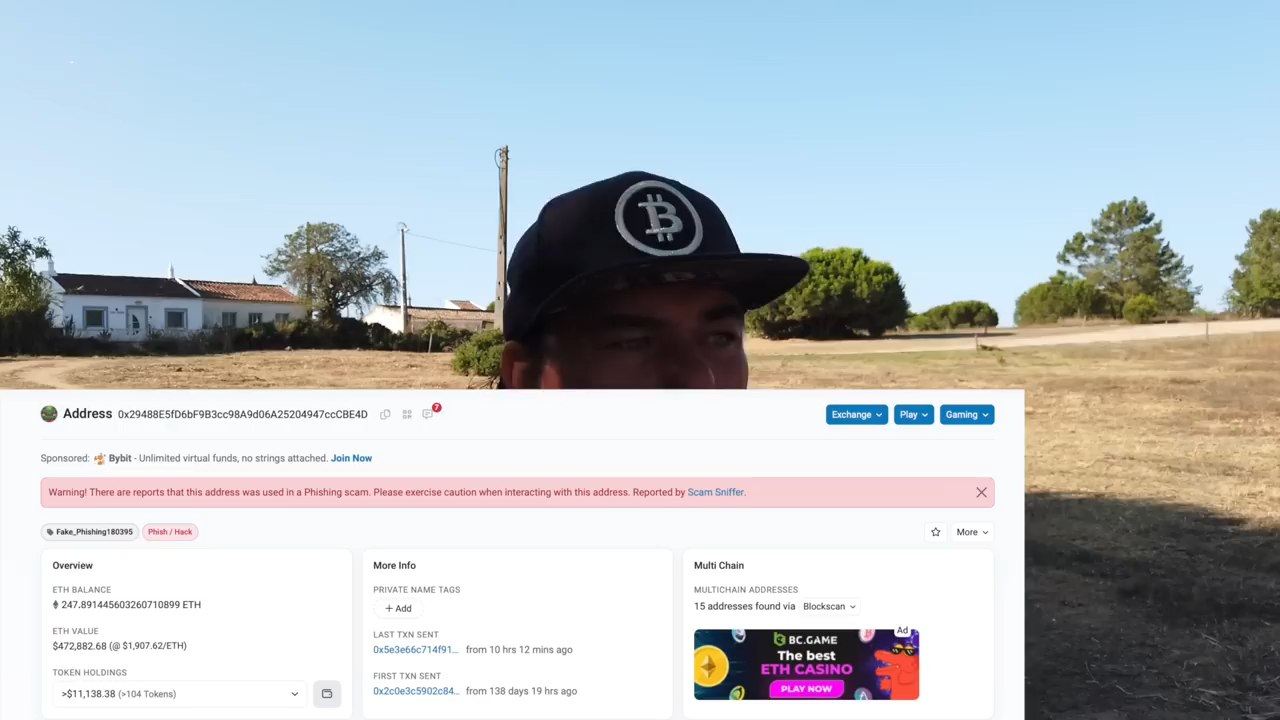 ₿
Address 0x29488E5fD6bF9B3cc98A9d06A25204947ccCBE4D 7
Exchange Play Gaming
Sponsored: Bybit - Unlimited virtual funds, no strings attached. Join Now
Warning! There are reports that this address was used in a Phishing scam. Please exercise caution when interacting with this address. Reported by Scam Sniffer.
Fake_Phishing180395 Phish / Hack
More
Overview
ETH BALANCE
247.891445603260710899 ETH
ETH VALUE
$472,882.68 (@ $1,907.62/ETH)
TOKEN HOLDINGS
>$11,138.38 (>104 Tokens)
More Info
PRIVATE NAME TAGS
+ Add
LAST TXN SENT
0x5e3e66c714f91... from 10 hrs 12 mins ago
FIRST TXN SENT
0x2c0e3c5902c84... from 138 days 19 hrs ago
Multi Chain
MULTICHAIN ADDRESSES
15 addresses found via Blockscan
Ad
BC.GAME
The best
ETH CASINO
PLAY NOW